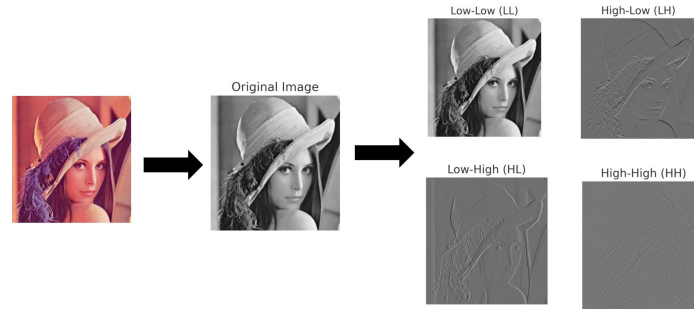 Low-Low (LL)
High-Low (LH)
Original Image
Low-High (HL)
High-High (HH)